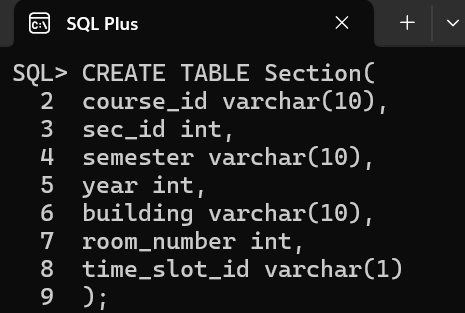 SQL Plus
SQL> CREATE TABLE Section(
2 course_id varchar(10),
3 sec_id int,
4 semester varchar(10),
5 year int,
6 building varchar(10),
7 room_number int,
8 time_slot_id varchar(1)
9 );